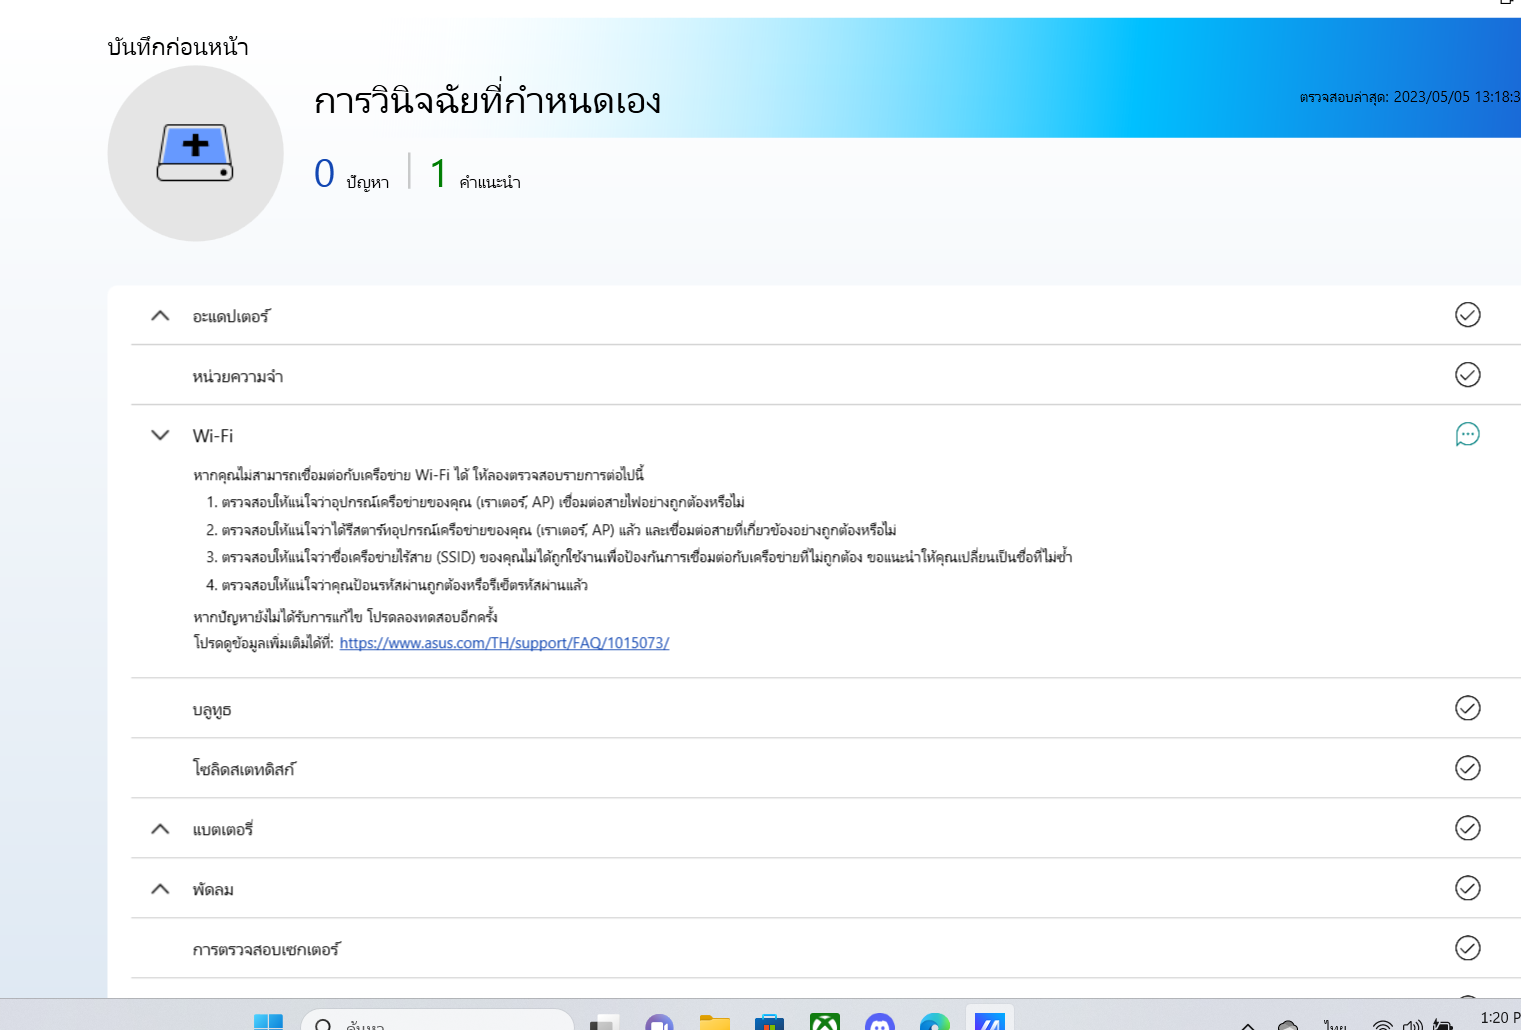 บันทึกก่อนหน้า
การวินิจฉัยที่กำหนดเอง
ตรวจสอบล่าสุด: 2023/05/05 13:18:3
0 ปัญหา 1 คำแนะนำ
อะแดปเตอร์
หน่วยความจำ
Wi-Fi
หากคุณไม่สามารถเชื่อมต่อกับเครือข่าย Wi-Fi ได้ ให้ลองตรวจสอบรายการต่อไปนี้
1. ตรวจสอบให้แน่ใจว่าอุปกรณ์เครือข่ายของคุณ (เราเตอร์, AP) เชื่อมต่อสายไฟอย่างถูกต้องหรือไม่
2. ตรวจสอบให้แน่ใจว่าได้รีสตาร์ทอุปกรณ์เครือข่ายของคุณ (เราเตอร์, AP) แล้ว และเชื่อมต่อสายที่เกี่ยวข้องอย่างถูกต้องหรือไม่
3. ตรวจสอบให้แน่ใจว่าชื่อเครือข่ายไร้สาย (SSID) ของคุณไม่ได้ถูกใช้งานเพื่อป้องกันการเชื่อมต่อกับเครือข่ายที่ไม่ถูกต้อง ขอแนะนำให้คุณเปลี่ยนเป็นชื่อที่ไม่ซ้ำ
4. ตรวจสอบให้แน่ใจว่าคุณป้อนรหัสผ่านถูกต้องหรือรีเซ็ตรหัสผ่านแล้ว
หากปัญหายังไม่ได้รับการแก้ไข โปรดลองทดสอบอีกครั้ง
โปรดดูข้อมูลเพิ่มเติมได้ที่: https://www.asus.com/TH/support/FAQ/1015073/
บลูทูธ
โซลิดสเตทดิสก์
แบตเตอรี่
พัดลม
การตรวจสอบเซกเตอร์
ค้นหา
ไทย
1:20 P